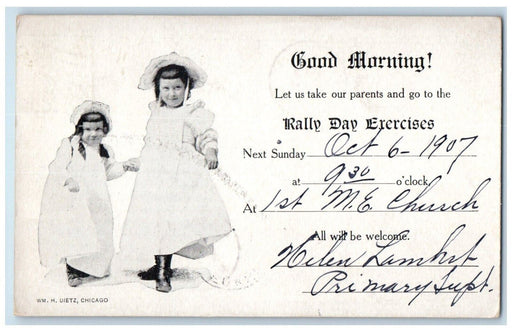 Good Morning!
Let us take our parents and go to the
Rally Day Exercises
Next Sunday Oct 6 - 1907
at 9 30 o'clock,
At 1st M.E. Church
All will be welcome.
Helen
Primary Supt.
WM. H. DIETZ, CHICAGO